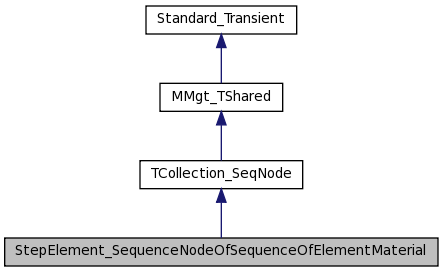 Standard_Transient
MMgt_TShared
TCollection_SeqNode
StepElement_SequenceNodeOfSequenceOfElementMaterial